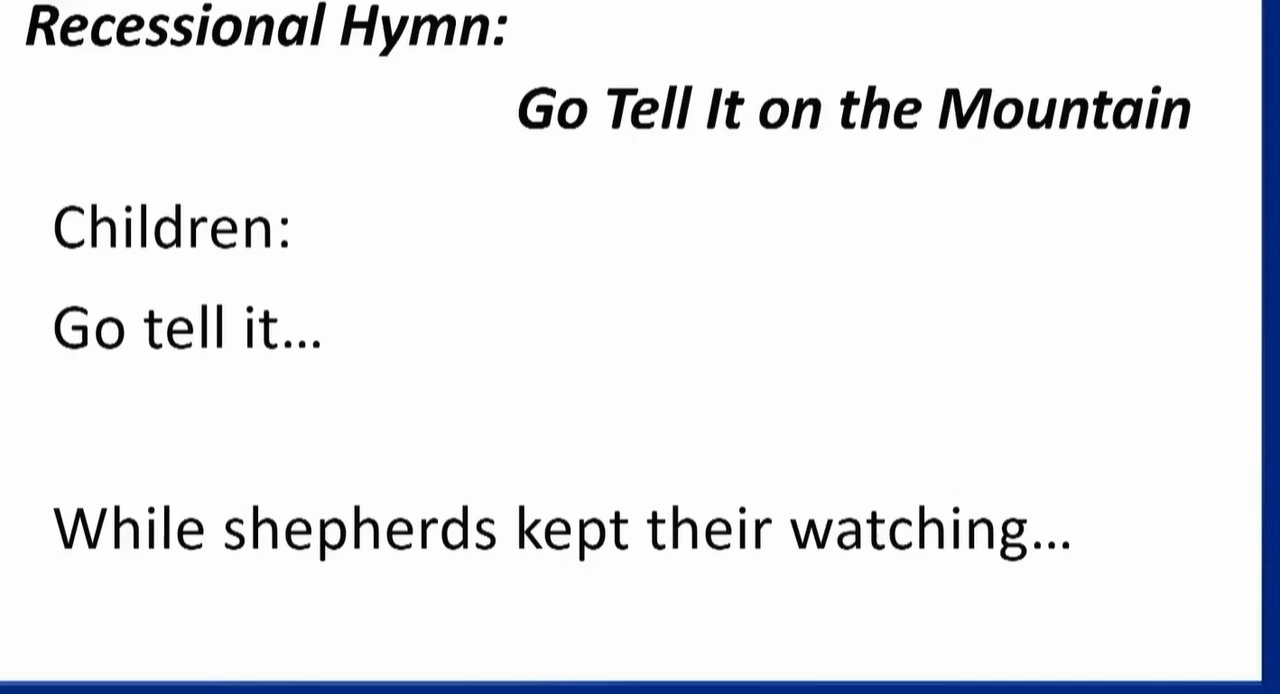 Recessional Hymn:
Go Tell It on the Mountain
Children:
Go tell it...
While shepherds kept their watching...